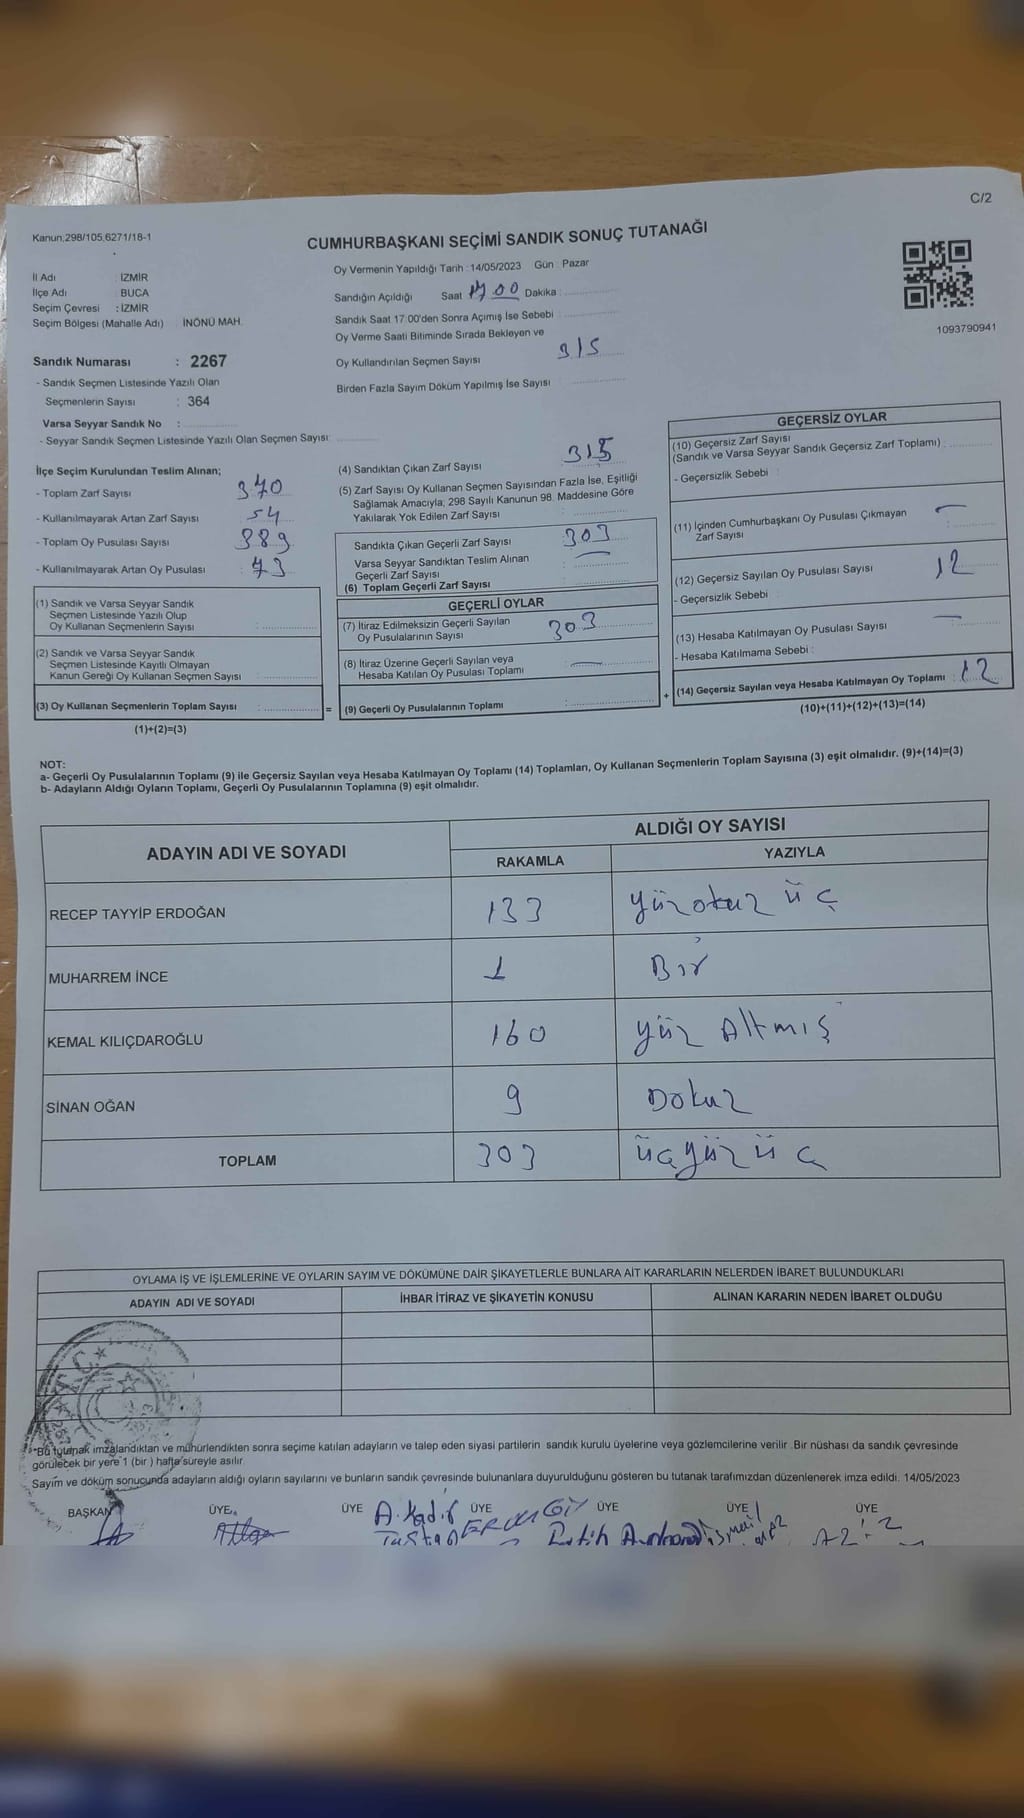 C/2
Kanun:298/105,6271/18-1
CUMHURBAŞKANI SEÇİMİ SANDIK SONUÇ TUTANAĞI
İl Adı : İZMİR
İlçe Adı : BUCA
Seçim Çevresi : İZMİR
Seçim Bölgesi (Mahalle Adı) : İNÖNÜ MAH.
Oy Vermenin Yapıldığı Tarih : 14/05/2023 Gün : Pazar
Sandığın Açıldığı Saat 17 00 Dakika :
Sandık Saat 17:00'den Sonra Açımış İse Sebebi :
Oy Verme Saati Bitiminde Sırada Bekleyen ve
Oy Kullandırılan Seçmen Sayısı 315
Birden Fazla Sayım Döküm Yapılmış İse Sayısı
1093790941
Sandık Numarası : 2267
- Sandık Seçmen Listesinde Yazılı Olan
Seçmenlerin Sayısı : 364
Varsa Seyyar Sandık No :
- Seyyar Sandık Seçmen Listesinde Yazılı Olan Seçmen Sayısı:
İlçe Seçim Kurulundan Teslim Alınan;
- Toplam Zarf Sayısı 370
- Kullanılmayarak Artan Zarf Sayısı 54
- Toplam Oy Pusulası Sayısı 389
- Kullanılmayarak Artan Oy Pusulası 73
(1) Sandık ve Varsa Seyyar Sandık
Seçmen Listesinde Yazılı Olup
Oy Kullanan Seçmenlerin Sayısı :
(2) Sandık ve Varsa Seyyar Sandık
Seçmen Listesinde Kayıtlı Olmayan
Kanun Gereği Oy Kullanan Seçmen Sayısı :
(3) Oy Kullanan Seçmenlerin Toplam Sayısı : =
(1)+(2)=(3)
(4) Sandıktan Çıkan Zarf Sayısı 315
(5) Zarf Sayısı Oy Kullanan Seçmen Sayısından Fazla İse, Eşitliği
Sağlamak Amacıyla; 298 Sayılı Kanunun 98. Maddesine Göre
Yakılarak Yok Edilen Zarf Sayısı :
Sandıkta Çıkan Geçerli Zarf Sayısı : 303
Varsa Seyyar Sandıktan Teslim Alınan
Geçerli Zarf Sayısı : —
(6) Toplam Geçerli Zarf Sayısı :
GEÇERLİ OYLAR
(7) İtiraz Edilmeksizin Geçerli Sayılan
Oy Pusulalarının Sayısı 303
(8) İtiraz Üzerine Geçerli Sayılan veya
Hesaba Katılan Oy Pusulası Toplamı : —
(9) Geçerli Oy Pusulalarının Toplamı : +
GEÇERSİZ OYLAR
(10) Geçersiz Zarf Sayısı
(Sandık ve Varsa Seyyar Sandık Geçersiz Zarf Toplamı) :
- Geçersizlik Sebebi :
(11) İçinden Cumhurbaşkanı Oy Pusulası Çıkmayan
Zarf Sayısı : —
(12) Geçersiz Sayılan Oy Pusulası Sayısı : 12
- Geçersizlik Sebebi :
(13) Hesaba Katılmayan Oy Pusulası Sayısı : —
- Hesaba Katılmama Sebebi :
(14) Geçersiz Sayılan veya Hesaba Katılmayan Oy Toplamı : 12
(10)+(11)+(12)+(13)=(14)
NOT:
a- Geçerli Oy Pusulalarının Toplamı (9) ile Geçersiz Sayılan veya Hesaba Katılmayan Oy Toplamı (14) Toplamları, Oy Kullanan Seçmenlerin Toplam Sayısına (3) eşit olmalıdır. (9)+(14)=(3)
b- Adayların Aldığı Oyların Toplamı, Geçerli Oy Pusulalarının Toplamına (9) eşit olmalıdır.
ADAYIN ADI VE SOYADI
ALDIĞI OY SAYISI
RAKAMLA YAZIYLA
RECEP TAYYİP ERDOĞAN 133 yüzotuz üç
MUHARREM İNCE 1 Bir
KEMAL KILIÇDAROĞLU 160 yüz Altmış
SİNAN OĞAN 9 Dokuz
TOPLAM 303 üçyüz üç
OYLAMA İŞ VE İŞLEMLERİNE VE OYLARIN SAYIM VE DÖKÜMÜNE DAİR ŞİKAYETLERLE BUNLARA AİT KARARLARIN NELERDEN İBARET BULUNDUKLARI
ADAYIN ADI VE SOYADI İHBAR İTİRAZ VE ŞİKAYETİN KONUSU ALINAN KARARIN NEDEN İBARET OLDUĞU
T.C.
*Bu tutanak imzalandıktan ve mühürlendikten sonra seçime katılan adayların ve talep eden siyasi partilerin sandık kurulu üyelerine veya gözlemcilerine verilir .Bir nüshası da sandık çevresinde
görülecek bir yere 1 (bir ) hafta süreyle asılır.
Sayım ve döküm sonucunda adayların aldığı oyların sayılarını ve bunların sandık çevresinde bulunanlara duyurulduğunu gösteren bu tutanak tarafımızdan düzenlenerek imza edildi. 14/05/2023
BAŞKAN ÜYE ÜYE ÜYE ÜYE ÜYE ÜYE
A. Kadir